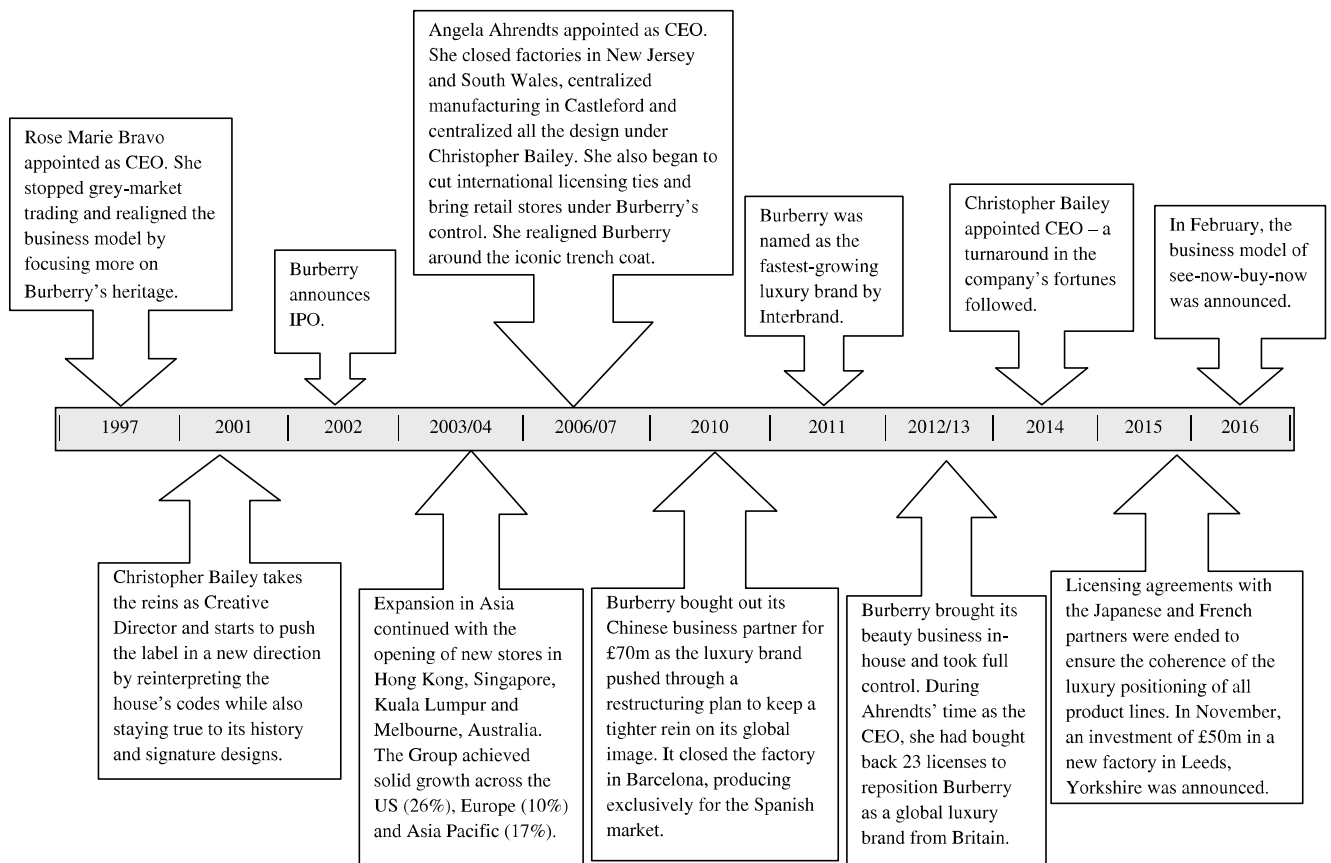 Rose Marie Bravo
appointed as CEO. She
stopped grey-market
trading and realigned the
business model by
focusing more on
Burberry's heritage.
Burberry
announces
IPO.
Angela Ahrendts appointed as CEO.
She closed factories in New Jersey
and South Wales, centralized
manufacturing in Castleford and
centralized all the design under
Christopher Bailey. She also began to
cut international licensing ties and
bring retail stores under Burberry's
control. She realigned Burberry
around the iconic trench coat.
Burberry was
named as the
fastest-growing
luxury brand by
Interbrand.
Christopher Bailey
appointed CEO – a
turnaround in the
company's fortunes
followed.
In February, the
business model of
see-now-buy-now
was announced.
1997 2001 2002 2003/04 2006/07 2010 2011 2012/13 2014 2015 2016
Christopher Bailey takes
the reins as Creative
Director and starts to push
the label in a new direction
by reinterpreting the
house's codes while also
staying true to its history
and signature designs.
Expansion in Asia
continued with the
opening of new stores in
Hong Kong, Singapore,
Kuala Lumpur and
Melbourne, Australia.
The Group achieved
solid growth across the
US (26%), Europe (10%)
and Asia Pacific (17%).
Burberry bought out its
Chinese business partner for
£70m as the luxury brand
pushed through a
restructuring plan to keep a
tighter rein on its global
image. It closed the factory
in Barcelona, producing
exclusively for the Spanish
market.
Burberry brought its
beauty business in-
house and took full
control. During
Ahrendts' time as the
CEO, she had bought
back 23 licenses to
reposition Burberry
as a global luxury
brand from Britain.
Licensing agreements with
the Japanese and French
partners were ended to
ensure the coherence of the
luxury positioning of all
product lines. In November,
an investment of £50m in a
new factory in Leeds,
Yorkshire was announced.